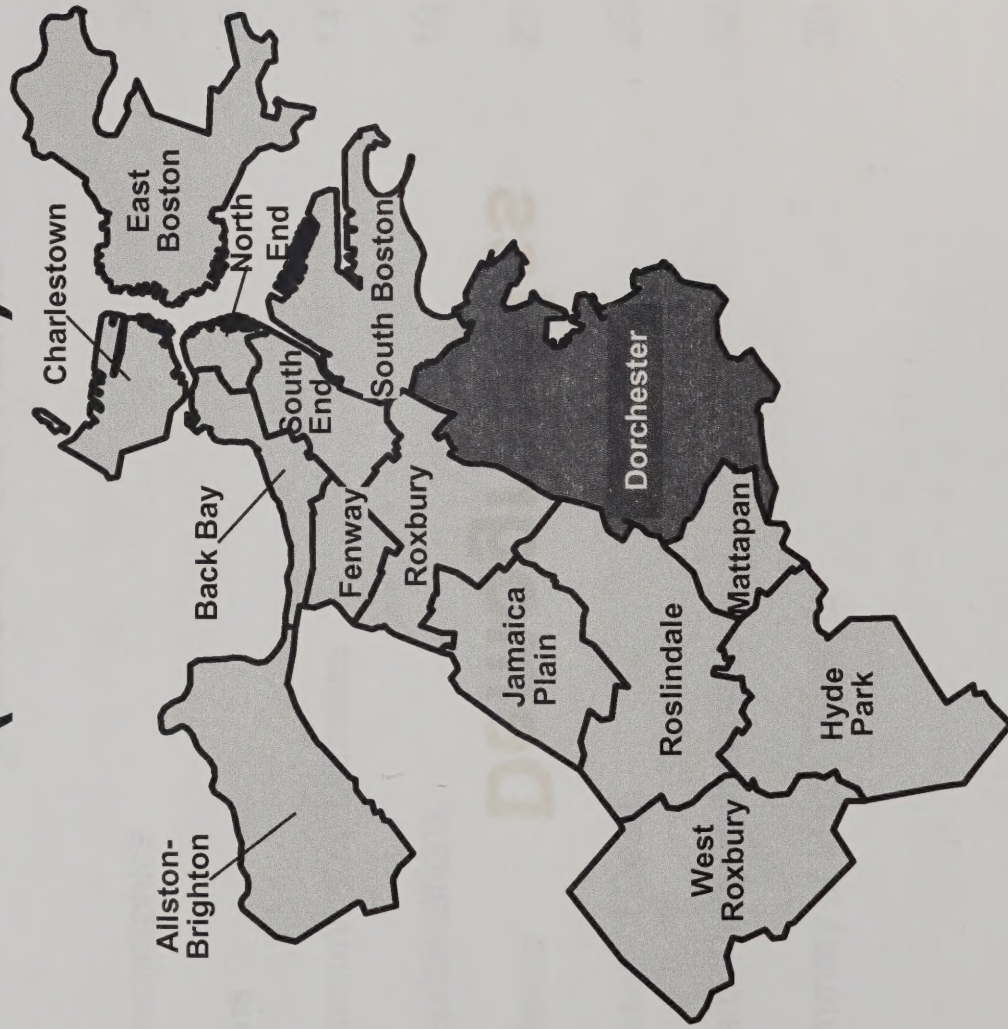 Charlestown
East
Boston
North
End
Back Bay
South
End
South Boston
Allston-
Brighton
Fenway
Roxbury
Dorchester
Jamaica
Plain
Mattapan
Roslindale
Hyde
Park
West
Roxbury